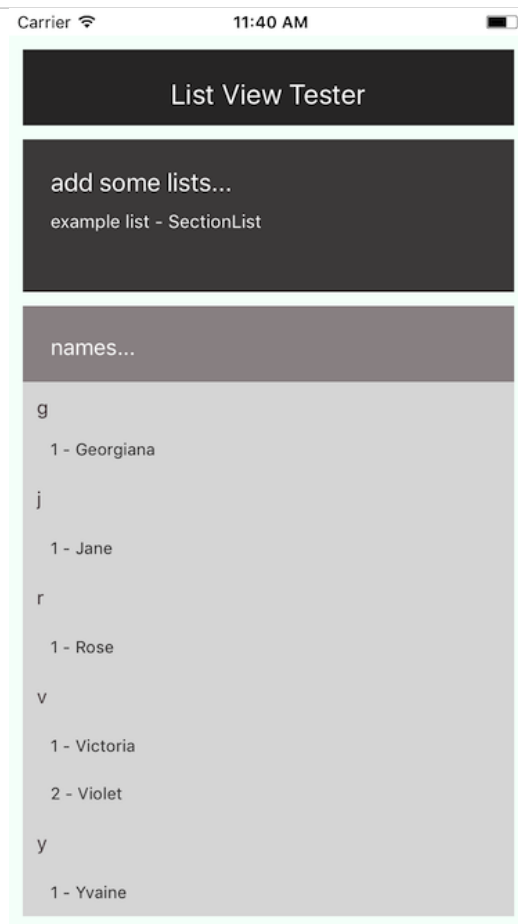 Carrier 11:40 AM
List View Tester
add some lists...
example list - SectionList
names...
g
1 - Georgiana
j
1 - Jane
r
1 - Rose
v
1 - Victoria
2 - Violet
y
1 - Yvaine